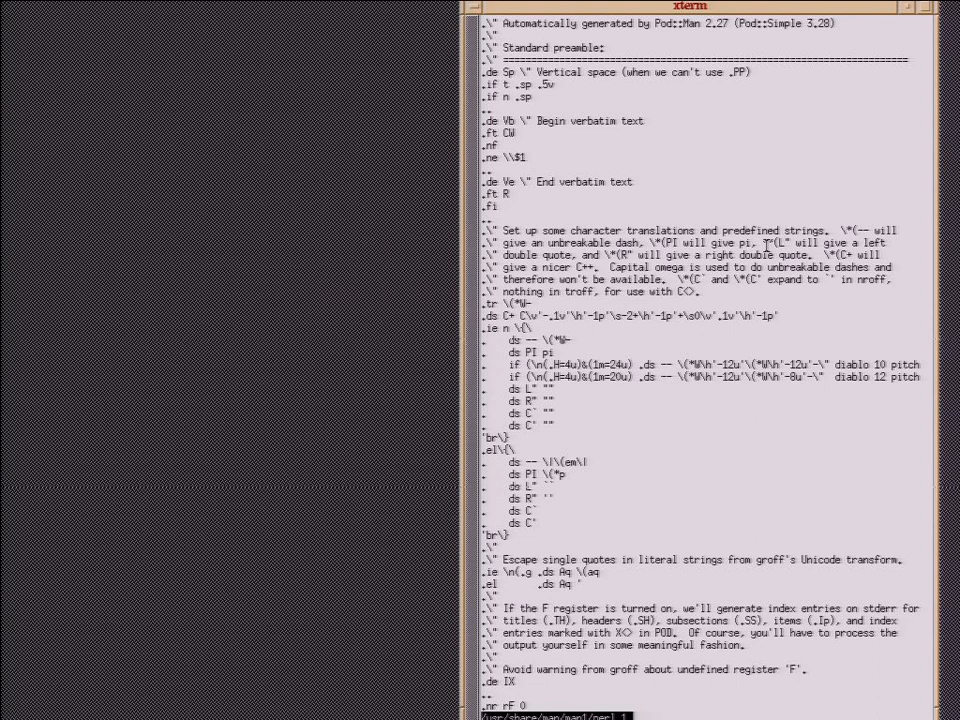 xterm
.\" Automatically generated by Pod::Man 2.27 (Pod::Simple 3.28)
.\"
.\" Standard preamble:
.\" ========================================================================
.de Sp \" Vertical space (when we can't use .PP)
.if t .sp .5v
.if n .sp
..
.de Vb \" Begin verbatim text
.ft CW
.nf
.ne \\$1
..
.de Ve \" End verbatim text
.ft R
.fi
..
.\" Set up some character translations and predefined strings.  \*(-- will
.\" give an unbreakable dash, \*(PI will give pi, \*(L" will give a left
.\" double quote, and \*(R" will give a right double quote.  \*(C+ will
.\" give a nicer C++.  Capital omega is used to do unbreakable dashes and
.\" therefore won't be available.  \*(C` and \*(C' expand to `' in nroff,
.\" nothing in troff, for use with C<>.
.tr \(*W-
.ds C+ C\v'-.1v'\h'-1p'\s-2+\h'-1p'+\s0\v'.1v'\h'-1p'
.ie n \{\
.    ds -- \(*W-
.    ds PI pi
.    if (\n(.H=4u)&(1m=24u) .ds -- \(*W\h'-12u'\(*W\h'-12u'-\" diablo 10 pitch
.    if (\n(.H=4u)&(1m=20u) .ds -- \(*W\h'-12u'\(*W\h'-8u'-\"  diablo 12 pitch
.    ds L" ""
.    ds R" ""
.    ds C` ""
.    ds C' ""
'br\}
.el\{\
.    ds -- \|\(em\|
.    ds PI \(*p
.    ds L" ``
.    ds R" ''
.    ds C`
.    ds C'
'br\}
.\"
.\" Escape single quotes in literal strings from groff's Unicode transform.
.ie \n(.g .ds Aq \(aq
.el       .ds Aq '
.\"
.\" If the F register is turned on, we'll generate index entries on stderr for
.\" titles (.TH), headers (.SH), subsections (.SS), items (.Ip), and index
.\" entries marked with X<> in POD.  Of course, you'll have to process the
.\" output yourself in some meaningful fashion.
.\"
.\" Avoid warning from groff about undefined register 'F'.
.de IX
..
.nr rF 0
/usr/share/man/man1/perl.1